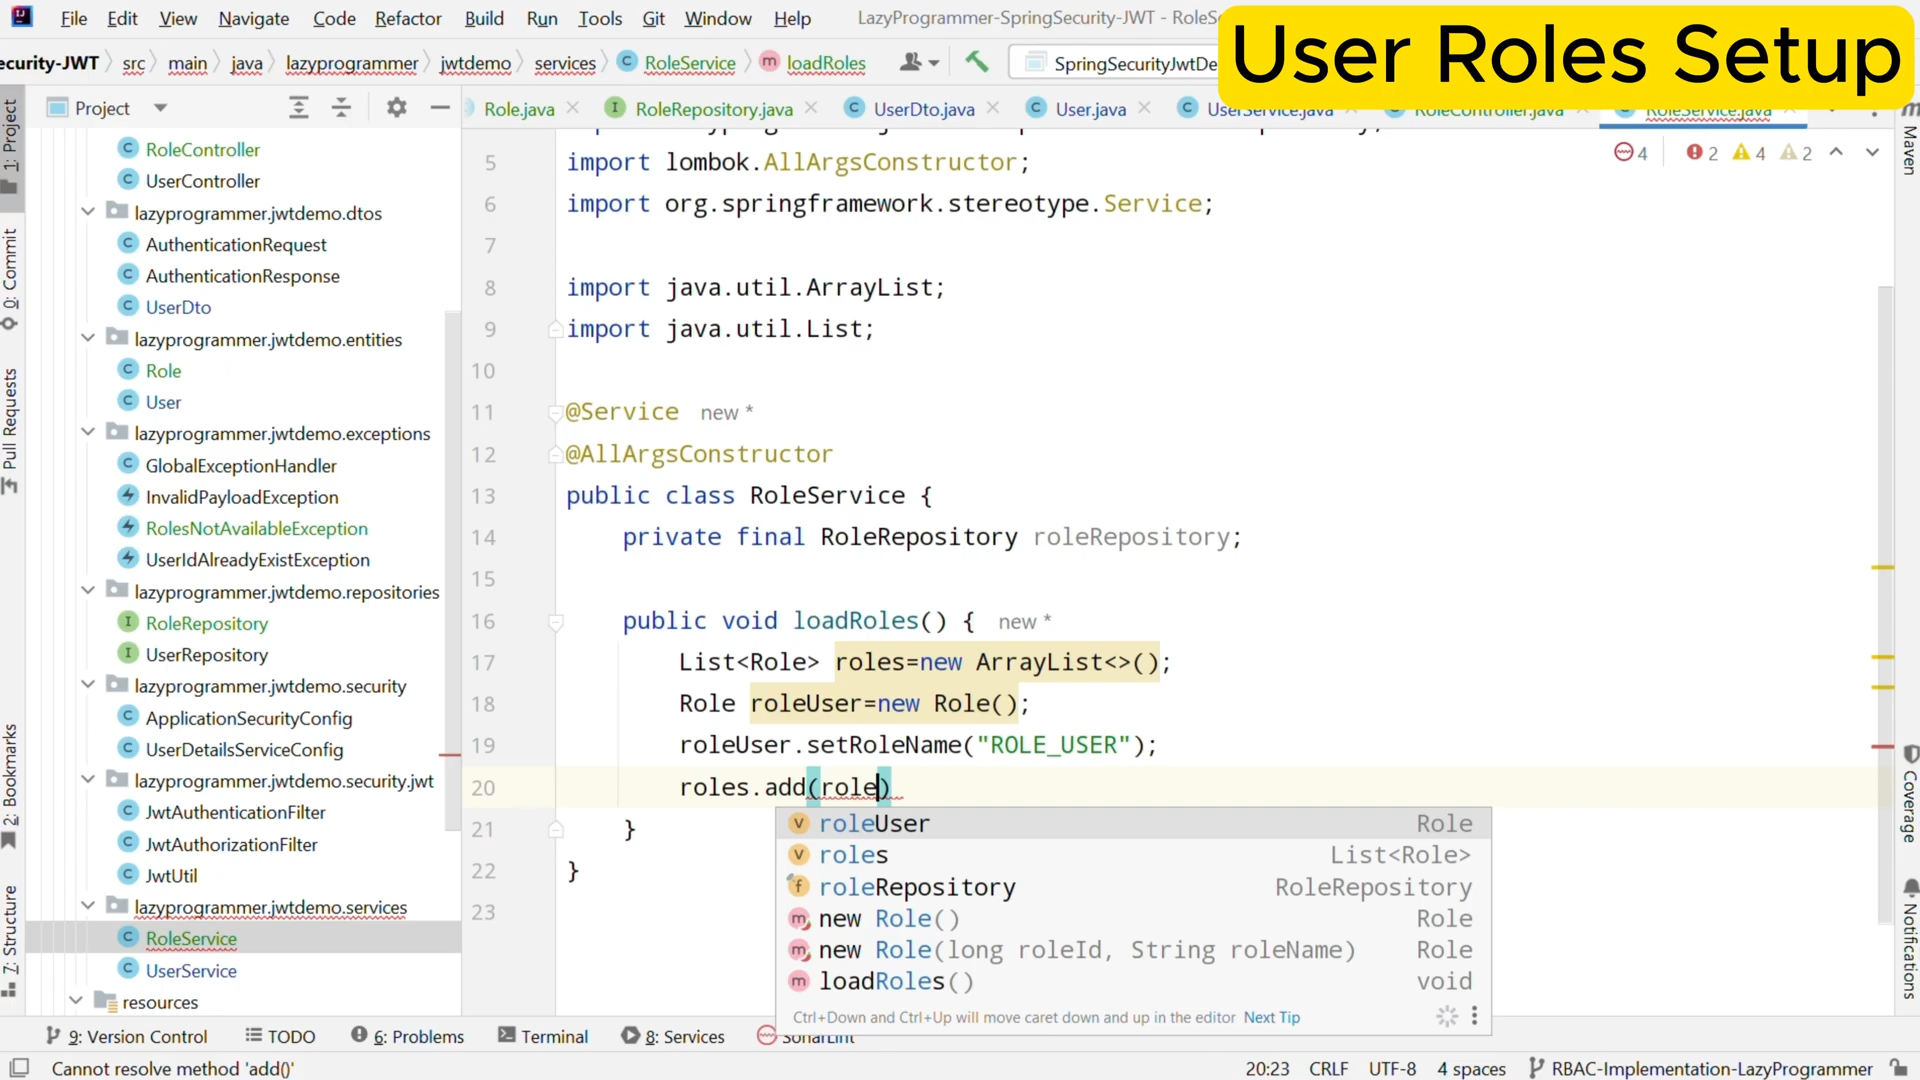 File Edit View Navigate Code Refactor Build Run Tools Git Window Help LazyProgrammer-SpringSecurity-JWT - RoleS
User Roles Setup
ecurity-JWT src main java lazyprogrammer jwtdemo services RoleService loadRoles SpringSecurityJwtDe
Project
Role.java RoleRepository.java UserDto.java User.java UserService.java RoleController.java RoleService.java
1: Project
0: Commit
Pull Requests
2: Bookmarks
7: Structure
RoleController
UserController
lazyprogrammer.jwtdemo.dtos
AuthenticationRequest
AuthenticationResponse
UserDto
lazyprogrammer.jwtdemo.entities
Role
User
lazyprogrammer.jwtdemo.exceptions
GlobalExceptionHandler
InvalidPayloadException
RolesNotAvailableException
UserIdAlreadyExistException
lazyprogrammer.jwtdemo.repositories
RoleRepository
UserRepository
lazyprogrammer.jwtdemo.security
ApplicationSecurityConfig
UserDetailsServiceConfig
lazyprogrammer.jwtdemo.security.jwt
JwtAuthenticationFilter
JwtAuthorizationFilter
JwtUtil
lazyprogrammer.jwtdemo.services
RoleService
UserService
resources
4 2 4 2
5 import lombok.AllArgsConstructor;
6 import org.springframework.stereotype.Service;
7
8 import java.util.ArrayList;
9 import java.util.List;
10
11 @Service new *
12 @AllArgsConstructor
13 public class RoleService {
14 private final RoleRepository roleRepository;
15
16 public void loadRoles() { new *
17 List<Role> roles=new ArrayList<>();
18 Role roleUser=new Role();
19 roleUser.setRoleName("ROLE_USER");
20 roles.add(role)
21 }
22 }
23
roleUser Role
roles List<Role>
roleRepository RoleRepository
new Role() Role
new Role(long roleId, String roleName) Role
loadRoles() void
Ctrl+Down and Ctrl+Up will move caret down and up in the editor Next Tip
Maven
Coverage
Notifications
9: Version Control TODO 6: Problems Terminal 8: Services SonarLint
Cannot resolve method 'add()' 20:23 CRLF UTF-8 4 spaces RBAC-Implementation-LazyProgrammer